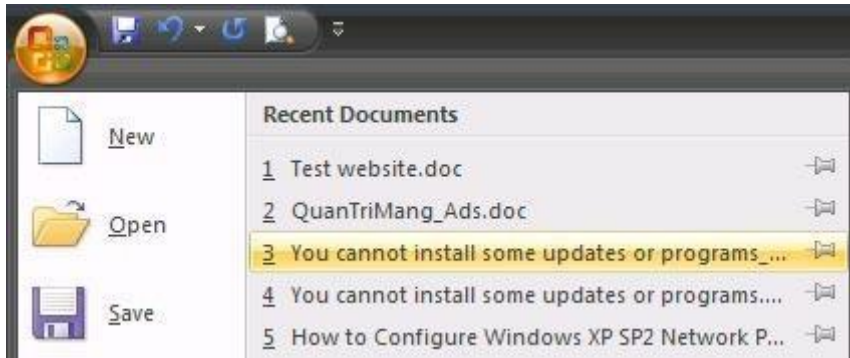 Recent Documents
New
1 Test website.doc
2 QuanTriMang_Ads.doc
Open
3 You cannot install some updates or programs_...
4 You cannot install some updates or programs....
Save
5 How to Configure Windows XP SP2 Network P...